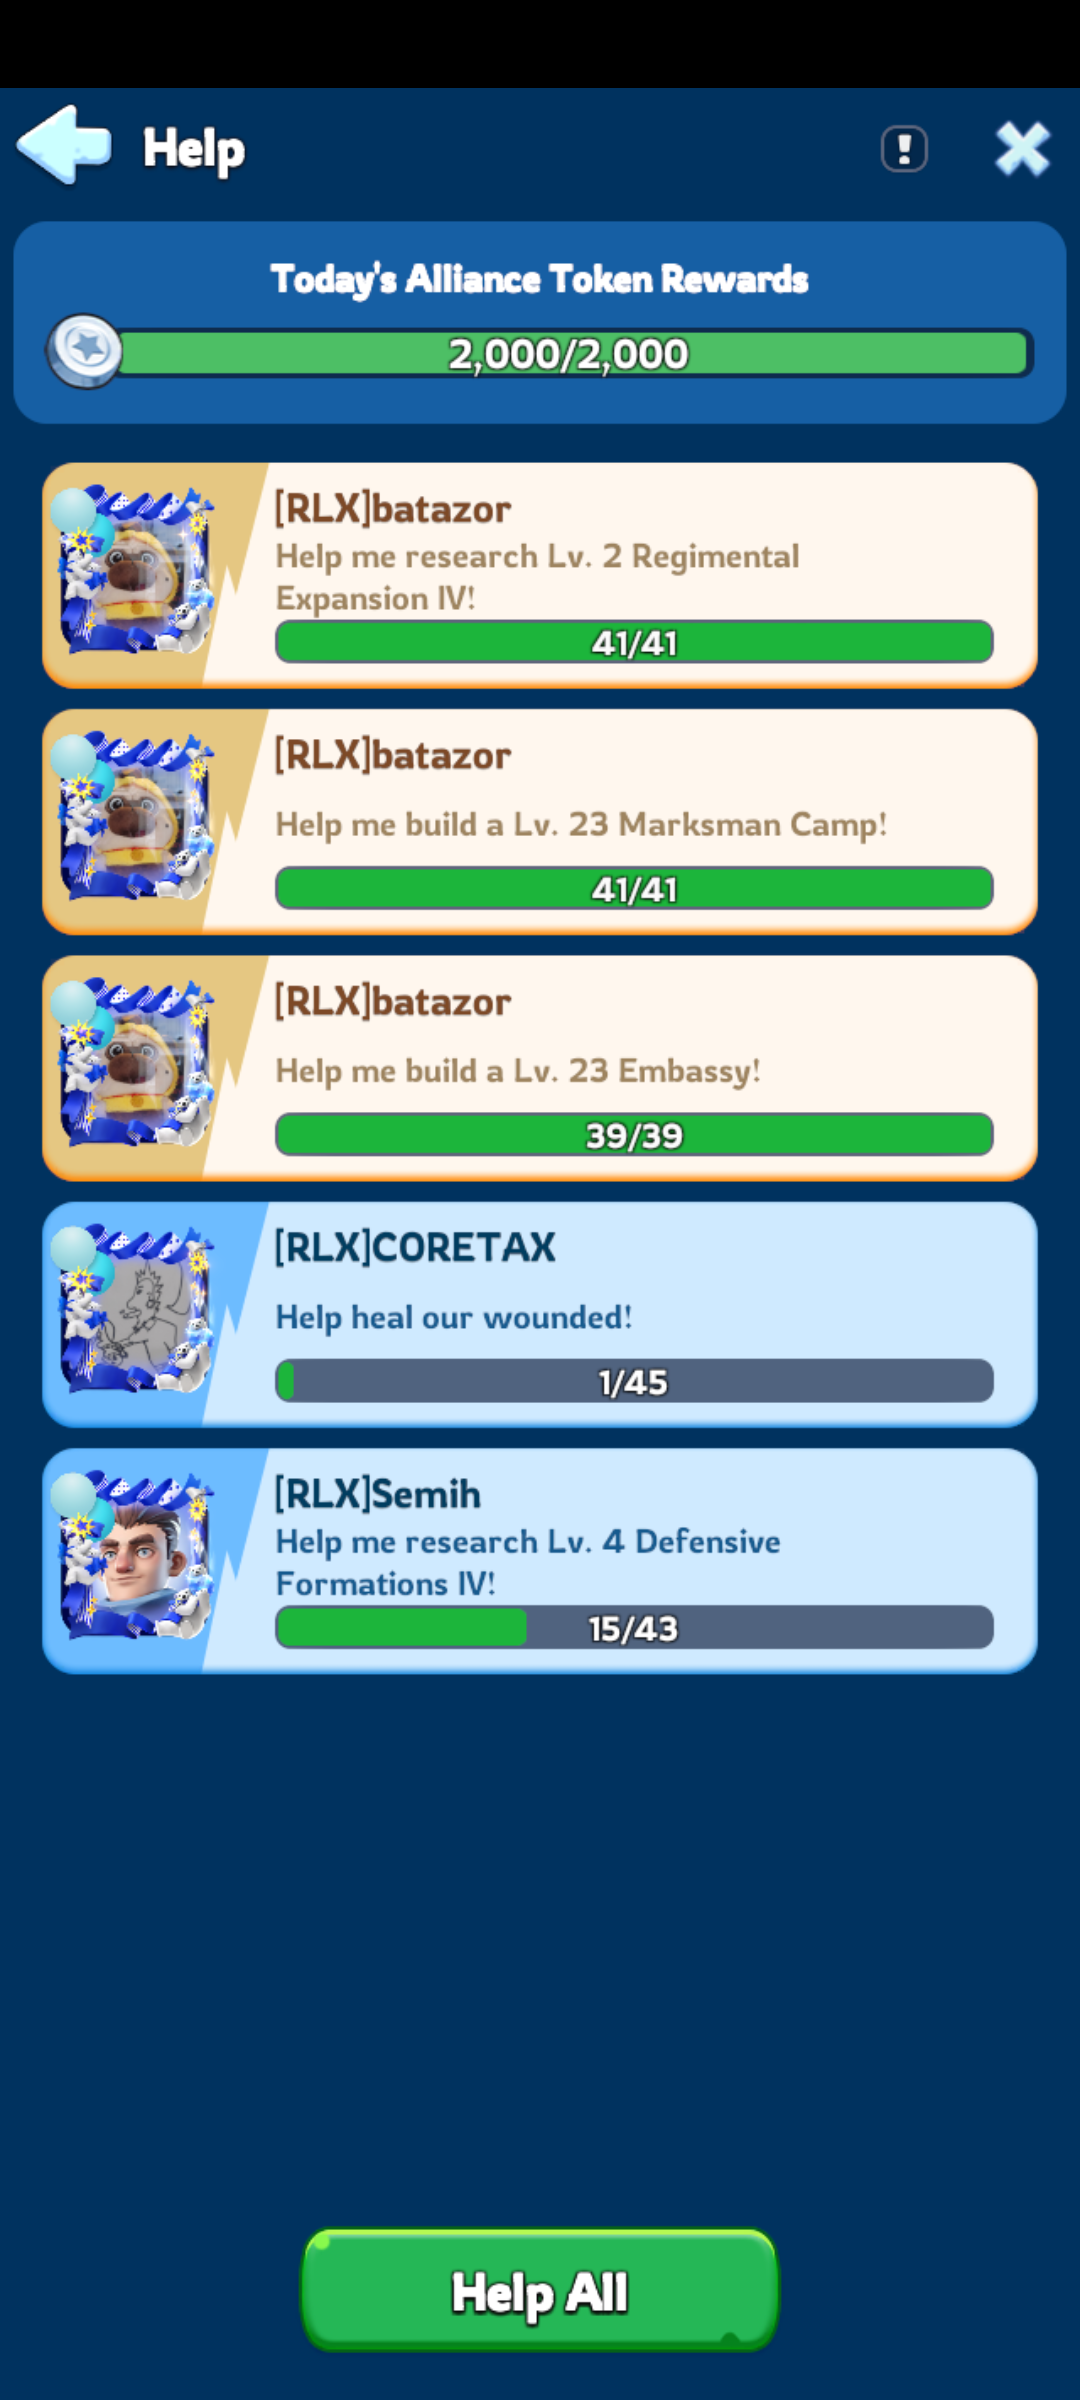 Help
!
Today's Alliance Token Rewards
2,000/2,000
[RLX]batazor
Help me research Lv. 2 Regimental
Expansion IV!
41/41
[RLX]batazor
Help me build a Lv. 23 Marksman Camp!
41/41
[RLX]batazor
Help me build a Lv. 23 Embassy!
39/39
[RLX]CORETAX
Help heal our wounded!
1/45
[RLX]Semih
Help me research Lv. 4 Defensive
Formations IV!
15/43
Help All